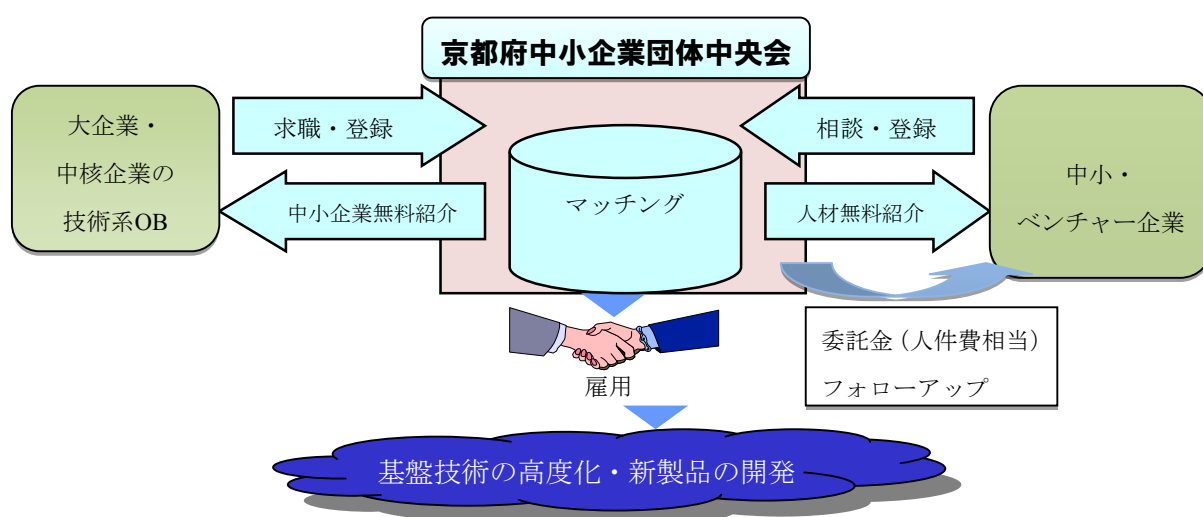 京都府中小企業団体中央会
大企業・
中核企業の
技術系OB
求職・登録
中小企業無料紹介
マッチング
相談・登録
人材無料紹介
中小・
ベンチャー企業
委託金（人件費相当）
フォローアップ
雇用
基盤技術の高度化・新製品の開発